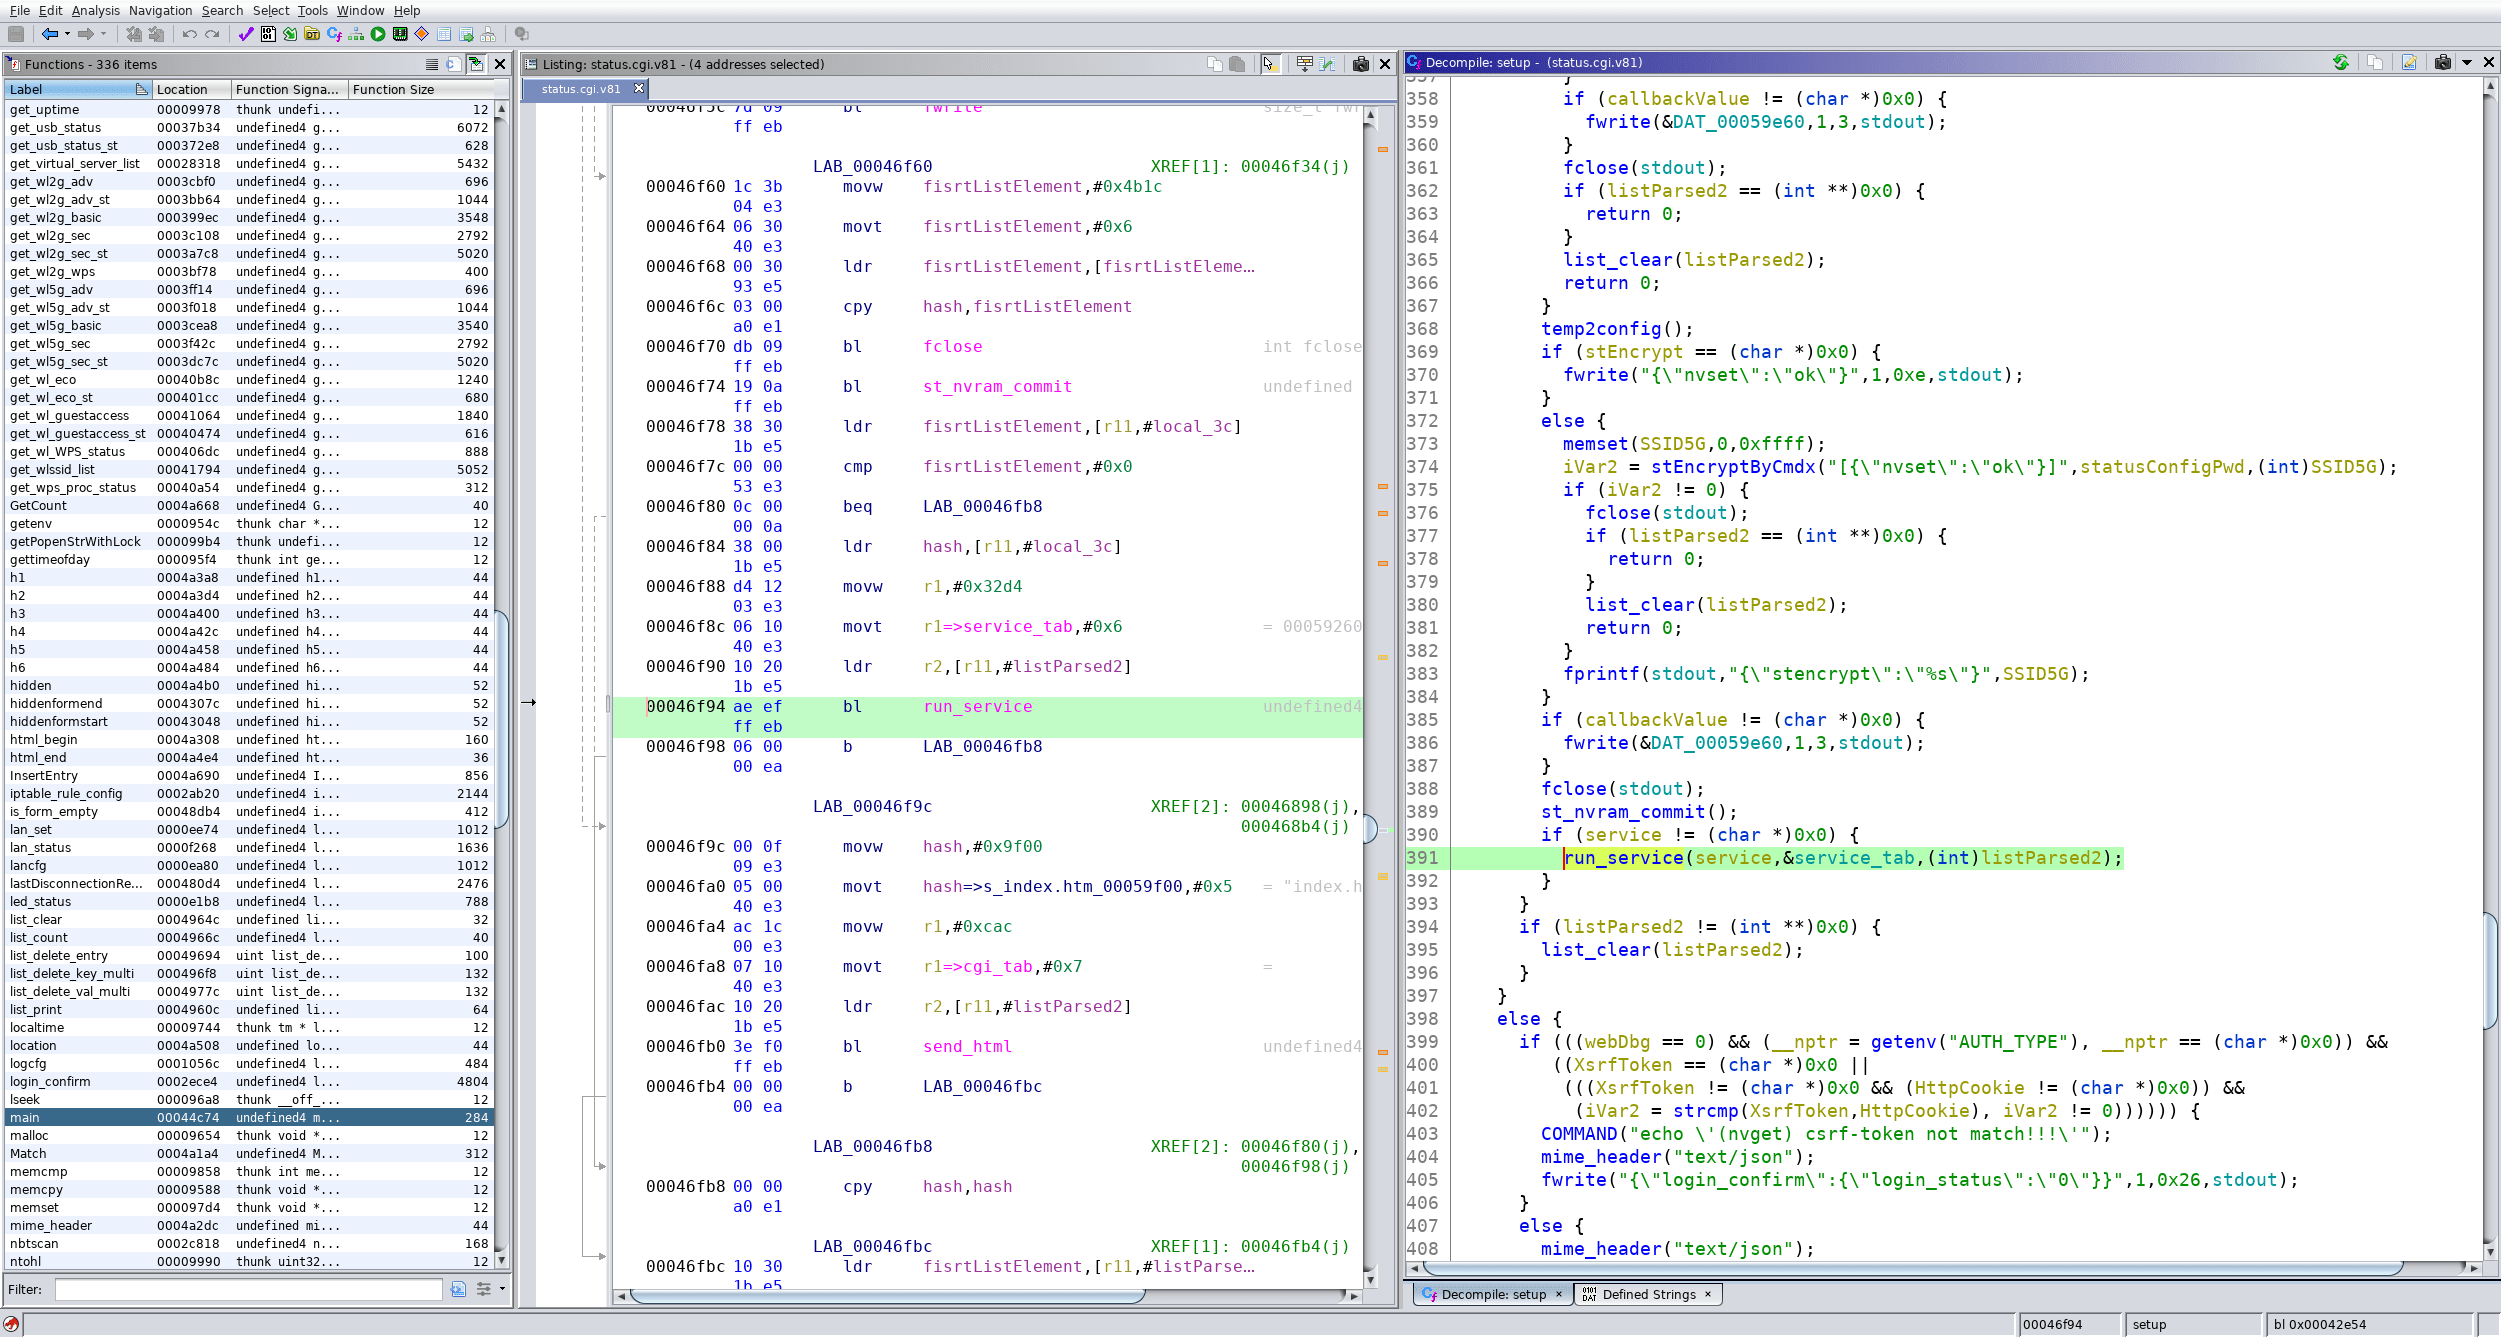 File Edit Analysis Navigation Search Select Tools Window Help
Functions - 336 items
Label Location Function Signa... Function Size
get_uptime 00009978 thunk undefi... 12
get_usb_status 00037b34 undefined4 g... 6072
get_usb_status_st 000372e8 undefined4 g... 628
get_virtual_server_list 00028318 undefined4 g... 5432
get_wl2g_adv 0003cbf0 undefined4 g... 696
get_wl2g_adv_st 0003bb64 undefined4 g... 1044
get_wl2g_basic 000399ec undefined4 g... 3548
get_wl2g_sec 0003c108 undefined4 g... 2792
get_wl2g_sec_st 0003a7c8 undefined4 g... 5020
get_wl2g_wps 0003bf78 undefined4 g... 400
get_wl5g_adv 0003ff14 undefined4 g... 696
get_wl5g_adv_st 0003f018 undefined4 g... 1044
get_wl5g_basic 0003cea8 undefined4 g... 3540
get_wl5g_sec 0003f42c undefined4 g... 2792
get_wl5g_sec_st 0003dc7c undefined4 g... 5020
get_wl_eco 00040b8c undefined4 g... 1240
get_wl_eco_st 000401cc undefined4 g... 680
get_wl_guestaccess 00041064 undefined4 g... 1840
get_wl_guestaccess_st 00040474 undefined4 g... 616
get_wl_WPS_status 000406dc undefined4 g... 888
get_wlssid_list 00041794 undefined4 g... 5052
get_wps_proc_status 00040a54 undefined4 g... 312
GetCount 0004a668 undefined4 G... 40
getenv 0000954c thunk char *... 12
getPopenStrWithLock 000099b4 thunk undefi... 12
gettimeofday 000095f4 thunk int ge... 12
h1 0004a3a8 undefined h1... 44
h2 0004a3d4 undefined h2... 44
h3 0004a400 undefined h3... 44
h4 0004a42c undefined h4... 44
h5 0004a458 undefined h5... 44
h6 0004a484 undefined h6... 44
hidden 0004a4b0 undefined hi... 52
hiddenformend 0004307c undefined hi... 52
hiddenformstart 00043048 undefined hi... 52
html_begin 0004a308 undefined ht... 160
html_end 0004a4e4 undefined ht... 36
InsertEntry 0004a690 undefined4 I... 856
iptable_rule_config 0002ab20 undefined4 i... 2144
is_form_empty 00048db4 undefined4 i... 412
lan_set 0000ee74 undefined4 l... 1012
lan_status 0000f268 undefined4 l... 1636
lancfg 0000ea80 undefined4 l... 1012
lastDisconnectionRe... 000480d4 undefined4 l... 2476
led_status 0000e1b8 undefined4 l... 788
list_clear 0004964c undefined li... 32
list_count 0004966c undefined4 l... 40
list_delete_entry 00049694 uint list_de... 100
list_delete_key_multi 000496f8 uint list_de... 132
list_delete_val_multi 0004977c uint list_de... 132
list_print 0004960c undefined li... 64
localtime 00009744 thunk tm * l... 12
location 0004a508 undefined lo... 44
logcfg 0001056c undefined4 l... 484
login_confirm 0002ece4 undefined4 l... 4804
lseek 000096a8 thunk __off_... 12
main 00044c74 undefined4 m... 284
malloc 00009654 thunk void *... 12
Match 0004a1a4 undefined4 M... 312
memcmp 00009858 thunk int me... 12
memcpy 00009588 thunk void *... 12
memset 000097d4 thunk void *... 12
mime_header 0004a2dc undefined mi... 44
nbtscan 0002c818 undefined4 n... 168
ntohl 00009990 thunk uint32... 12
Filter:
Listing: status.cgi.v81 - (4 addresses selected)
status.cgi.v81
00046f5c 7d 09 bl fwrite size_t fwr
ff eb
LAB_00046f60 XREF[1]: 00046f34(j)
00046f60 1c 3b movw fisrtListElement,#0x4b1c
04 e3
00046f64 06 30 movt fisrtListElement,#0x6
40 e3
00046f68 00 30 ldr fisrtListElement,[fisrtListEleme…
93 e5
00046f6c 03 00 cpy hash,fisrtListElement
a0 e1
00046f70 db 09 bl fclose int fclose
ff eb
00046f74 19 0a bl st_nvram_commit undefined
ff eb
00046f78 38 30 ldr fisrtListElement,[r11,#local_3c]
1b e5
00046f7c 00 00 cmp fisrtListElement,#0x0
53 e3
00046f80 0c 00 beq LAB_00046fb8
00 0a
00046f84 38 00 ldr hash,[r11,#local_3c]
1b e5
00046f88 d4 12 movw r1,#0x32d4
03 e3
00046f8c 06 10 movt r1=>service_tab,#0x6 = 00059260
40 e3
00046f90 10 20 ldr r2,[r11,#listParsed2]
1b e5
00046f94 ae ef bl run_service undefined4
ff eb
00046f98 06 00 b LAB_00046fb8
00 ea
LAB_00046f9c XREF[2]: 00046898(j),
000468b4(j)
00046f9c 00 0f movw hash,#0x9f00
09 e3
00046fa0 05 00 movt hash=>s_index.htm_00059f00,#0x5 = "index.h
40 e3
00046fa4 ac 1c movw r1,#0xcac
00 e3
00046fa8 07 10 movt r1=>cgi_tab,#0x7 =
40 e3
00046fac 10 20 ldr r2,[r11,#listParsed2]
1b e5
00046fb0 3e f0 bl send_html undefined4
ff eb
00046fb4 00 00 b LAB_00046fbc
00 ea
LAB_00046fb8 XREF[2]: 00046f80(j),
00046f98(j)
00046fb8 00 00 cpy hash,hash
a0 e1
LAB_00046fbc XREF[1]: 00046fb4(j)
00046fbc 10 30 ldr fisrtListElement,[r11,#listParse…
1b e5
Decompile: setup - (status.cgi.v81)
357 }
358 if (callbackValue != (char *)0x0) {
359 fwrite(&DAT_00059e60,1,3,stdout);
360 }
361 fclose(stdout);
362 if (listParsed2 == (int **)0x0) {
363 return 0;
364 }
365 list_clear(listParsed2);
366 return 0;
367 }
368 temp2config();
369 if (stEncrypt == (char *)0x0) {
370 fwrite("{\"nvset\":\"ok\"}",1,0xe,stdout);
371 }
372 else {
373 memset(SSID5G,0,0xffff);
374 iVar2 = stEncryptByCmdx("[{\"nvset\":\"ok\"}]",statusConfigPwd,(int)SSID5G);
375 if (iVar2 != 0) {
376 fclose(stdout);
377 if (listParsed2 == (int **)0x0) {
378 return 0;
379 }
380 list_clear(listParsed2);
381 return 0;
382 }
383 fprintf(stdout,"{\"stencrypt\":\"%s\"}",SSID5G);
384 }
385 if (callbackValue != (char *)0x0) {
386 fwrite(&DAT_00059e60,1,3,stdout);
387 }
388 fclose(stdout);
389 st_nvram_commit();
390 if (service != (char *)0x0) {
391 run_service(service,&service_tab,(int)listParsed2);
392 }
393 }
394 if (listParsed2 != (int **)0x0) {
395 list_clear(listParsed2);
396 }
397 }
398 else {
399 if (((webDbg == 0) && (__nptr = getenv("AUTH_TYPE"), __nptr == (char *)0x0)) &&
400 ((XsrfToken == (char *)0x0 ||
401 (((XsrfToken != (char *)0x0 && (HttpCookie != (char *)0x0)) &&
402 (iVar2 = strcmp(XsrfToken,HttpCookie), iVar2 != 0)))))) {
403 COMMAND("echo \'(nvget) csrf-token not match!!!\'");
404 mime_header("text/json");
405 fwrite("{\"login_confirm\":{\"login_status\":\"0\"}}",1,0x26,stdout);
406 }
407 else {
408 mime_header("text/json");
Decompile: setup × Defined Strings ×
00046f94 setup bl 0x00042e54